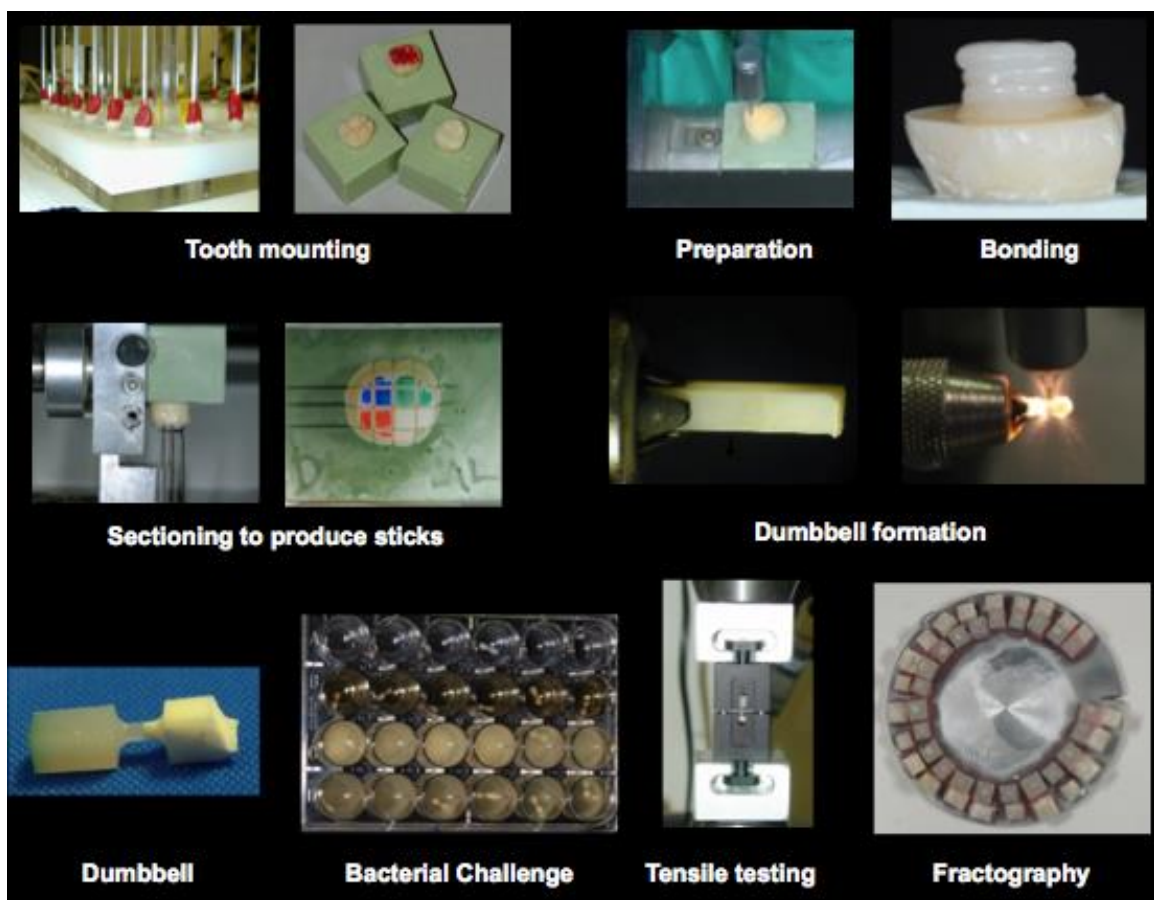 Tooth mounting
Preparation
Bonding
Sectioning to produce sticks
Dumbbell formation
Dumbbell
Bacterial Challenge
Tensile testing
Fractography